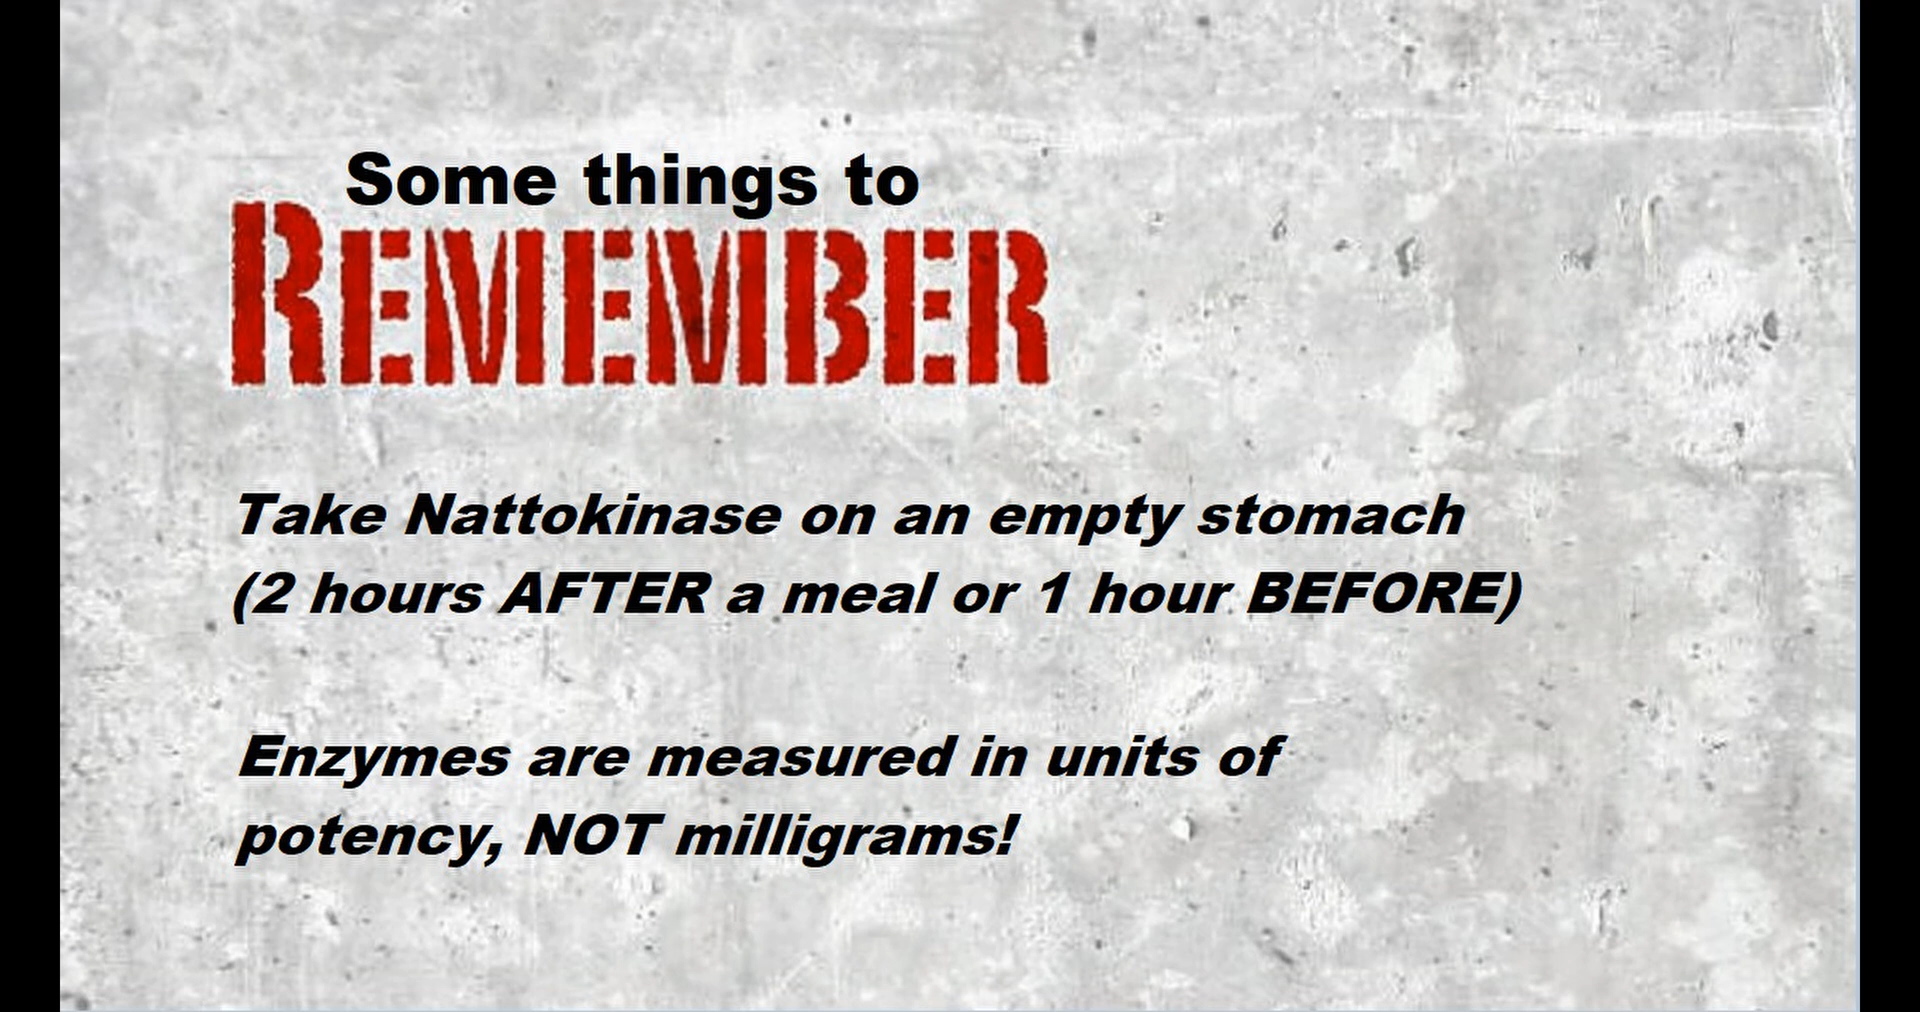 Some things to
REMEMBER
Take Nattokinase on an empty stomach
(2 hours AFTER a meal or 1 hour BEFORE)
Enzymes are measured in units of
potency, NOT milligrams!